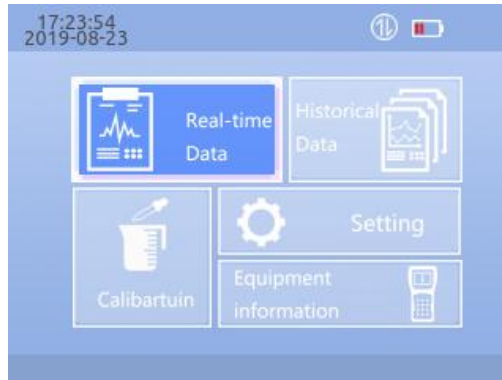 17:23:54
2019-08-23
Real-time
Data
Historical
Data
Calibartuin
Setting
Equipment
information